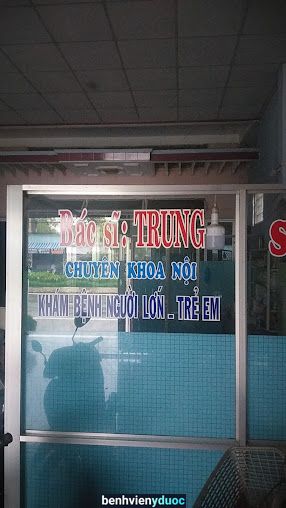 Bác sĩ: TRUNG
CHUYÊN KHOA NỘI
KHÁM BỆNH NGƯỜI LỚN - TRẺ EM
S
benhvienyduoc